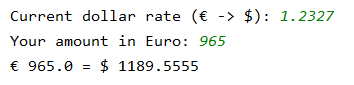 Current dollar rate (€ -> $): 1.2327
Your amount in Euro: 965
€ 965.0 = $ 1189.5555